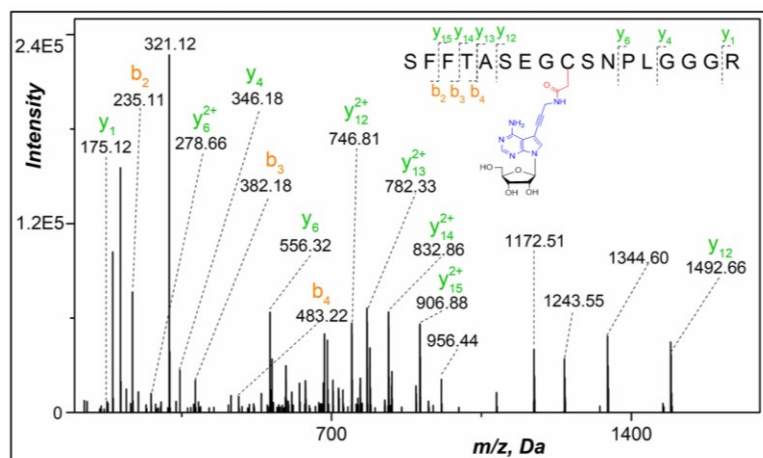 2.4E5
1.2E5
0
Intensity
700
1400
m/z, Da
y15 y14 y13 y12 y6 y4 y1
SFFTASEGCSNPLGGGR
b2 b3 b4
O
NH
NH2
N
N
N
HO
O
OH OH
y1
175.12
b2
235.11
y6 2+
278.66
321.12
y4
346.18
b3
382.18
b4
483.22
y6
556.32
y12 2+
746.81
y13 2+
782.33
y14 2+
832.86
y15 2+
906.88
956.44
1172.51
1243.55
1344,60
y12
1492.66